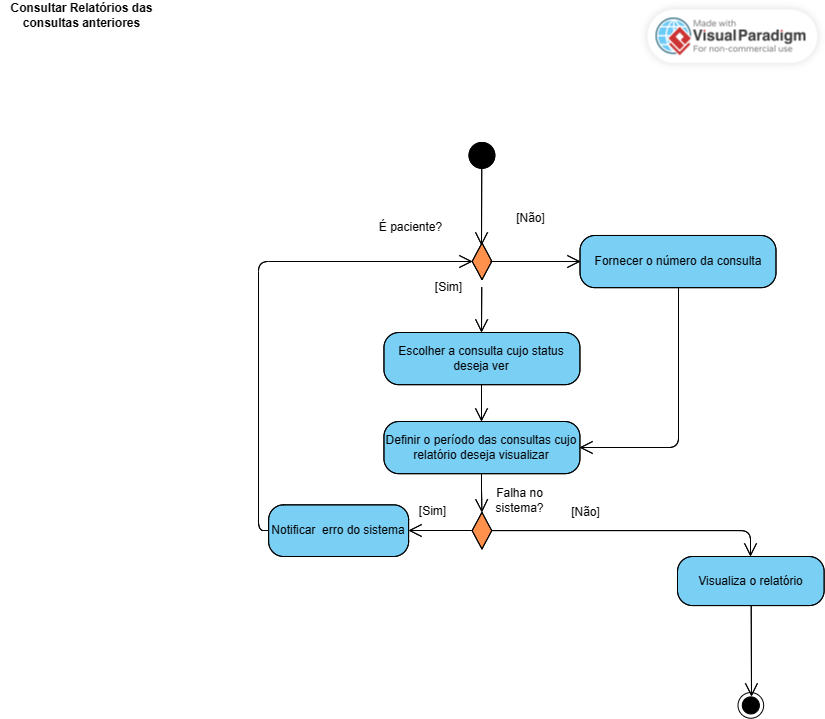 Consultar Relatórios das
consultas anteriores
Made with
VisualParadigm
For non-commercial use
É paciente?
[Não]
Fornecer o número da consulta
[Sim]
Escolher a consulta cujo status
deseja ver
Definir o período das consultas cujo
relatório deseja visualizar
Falha no
sistema?
[Sim]
[Não]
Notificar  erro do sistema
Visualiza o relatório